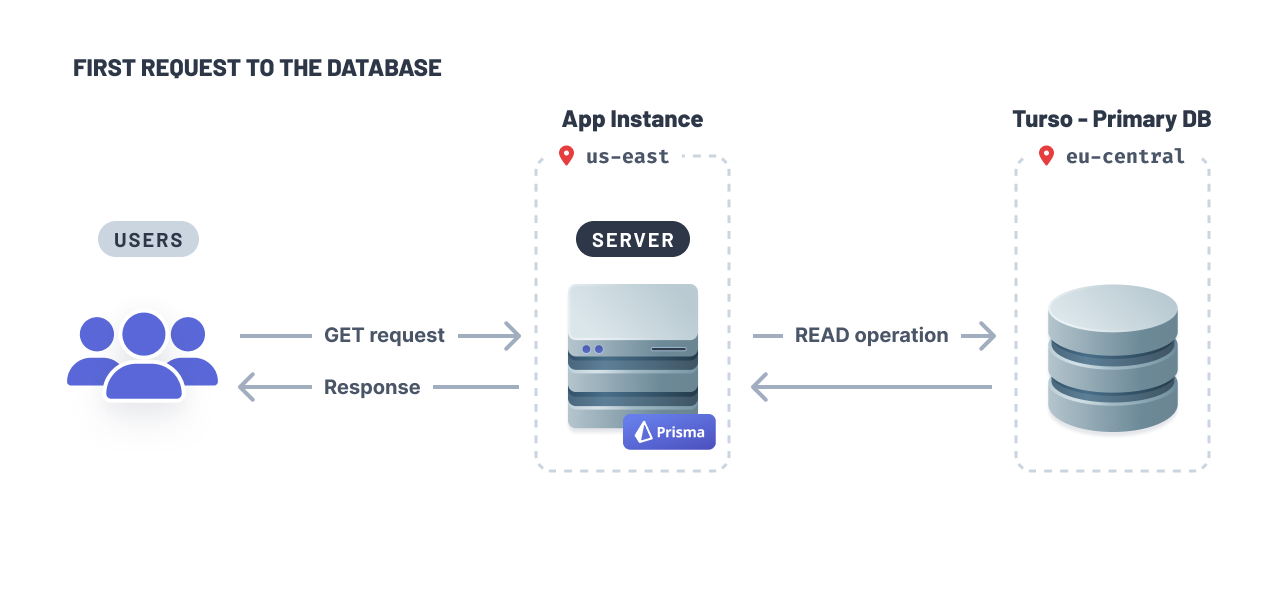 FIRST REQUEST TO THE DATABASE
App Instance
us-east
Turso - Primary DB
eu-central
USERS
SERVER
GET request
READ operation
Response
Prisma